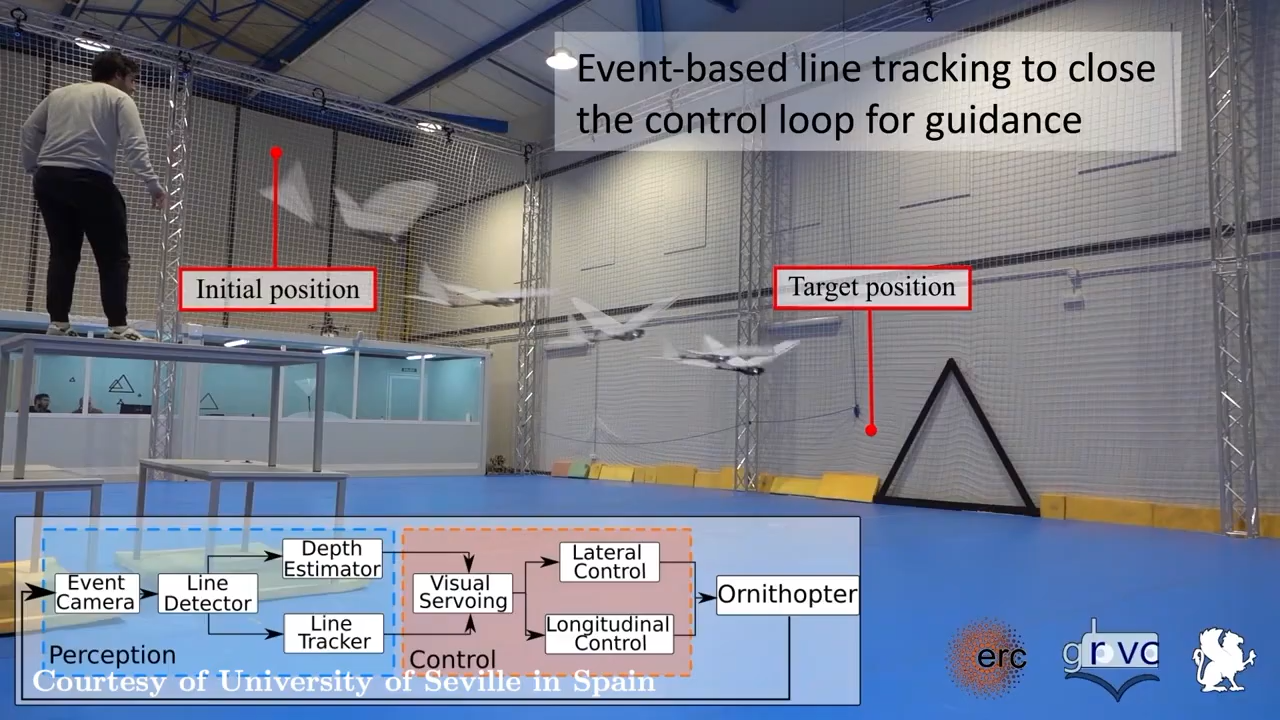 Event-based line tracking to close
the control loop for guidance
Initial position
Target position
Event
Camera
Line
Detector
Depth
Estimator
Line
Tracker
Perception
Visual
Servoing
Lateral
Control
Longitudinal
Control
Control
Ornithopter
Courtesy of University of Seville in Spain
erc
grvc